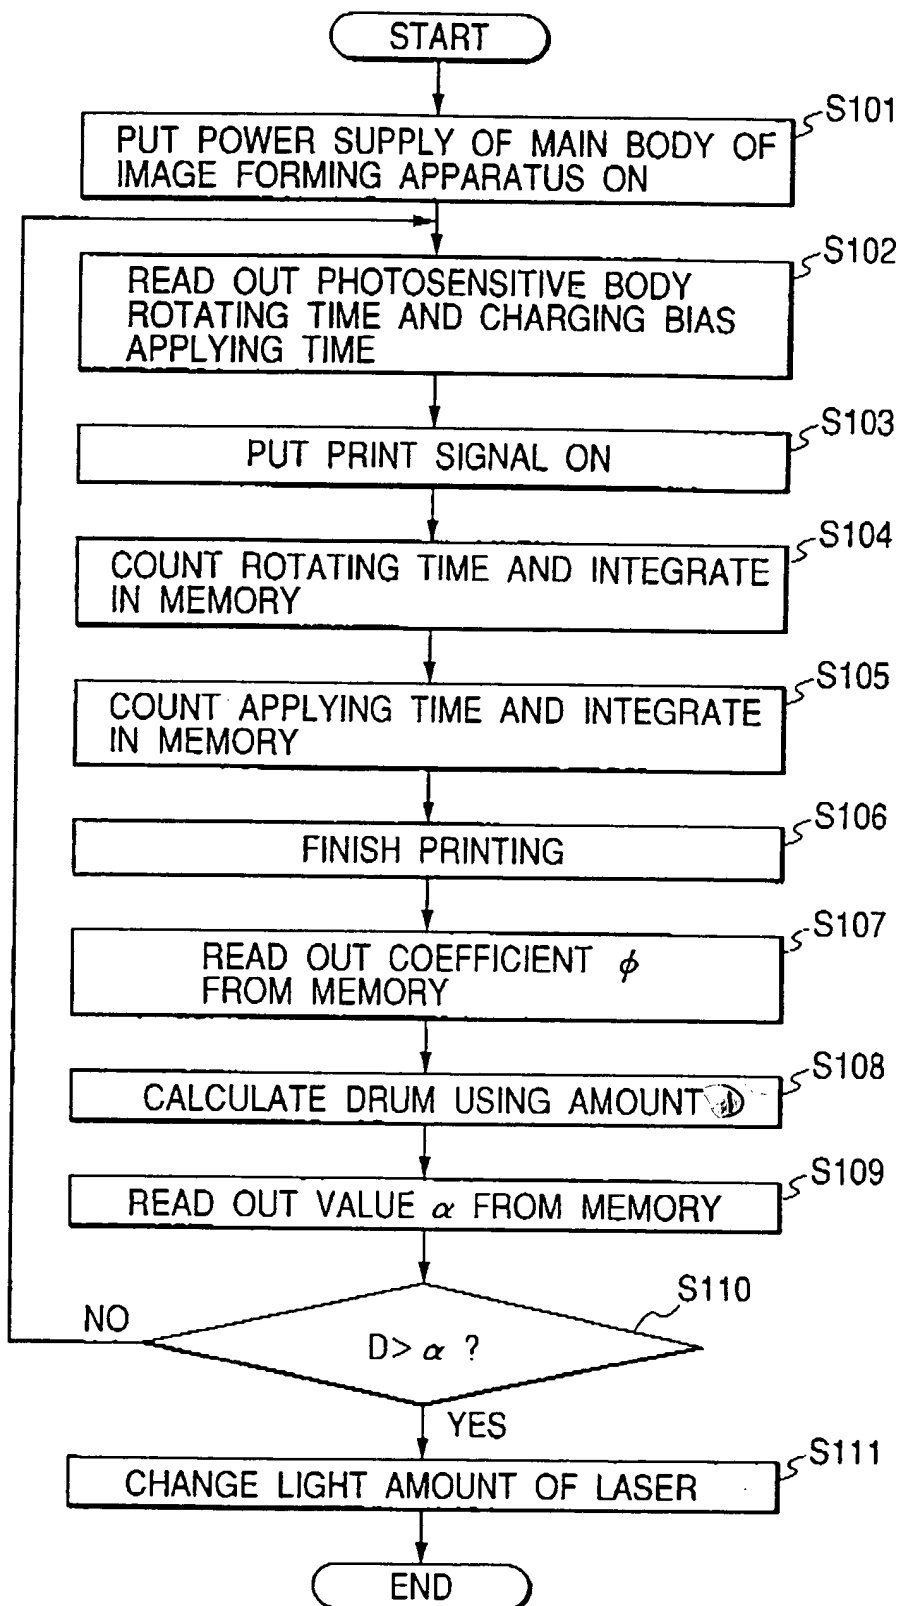 START
S101
PUT POWER SUPPLY OF MAIN BODY OF
IMAGE FORMING APPARATUS ON
S102
READ OUT PHOTOSENSITIVE BODY
ROTATING TIME AND CHARGING BIAS
APPLYING TIME
S103
PUT PRINT SIGNAL ON
S104
COUNT ROTATING TIME AND INTEGRATE
IN MEMORY
S105
COUNT APPLYING TIME AND INTEGRATE
IN MEMORY
S106
FINISH PRINTING
S107
READ OUT COEFFICIENT ϕ
FROM MEMORY
S108
CALCULATE DRUM USING AMOUNT D
S109
READ OUT VALUE α FROM MEMORY
S110
NO
D> α ?
YES
S111
CHANGE LIGHT AMOUNT OF LASER
END